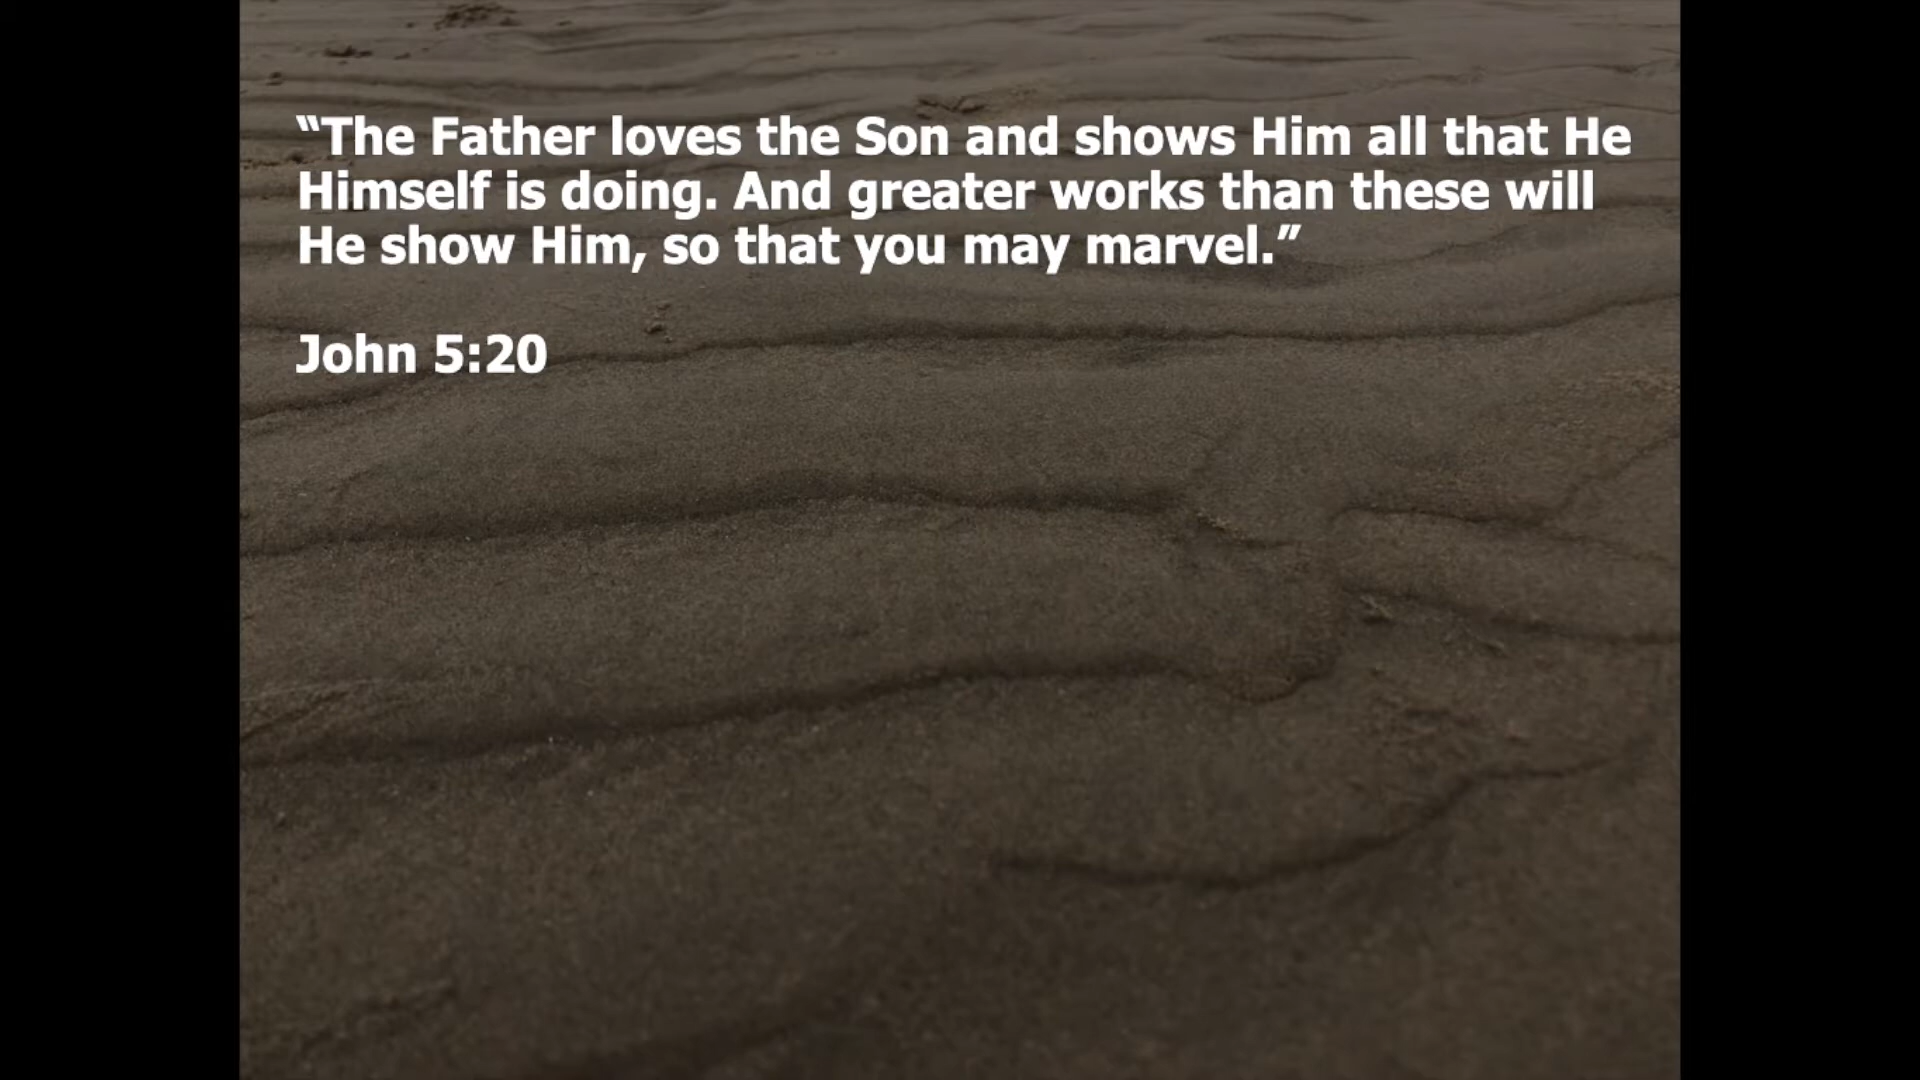 “The Father loves the Son and shows Him all that He
Himself is doing. And greater works than these will
He show Him, so that you may marvel.”
John 5:20